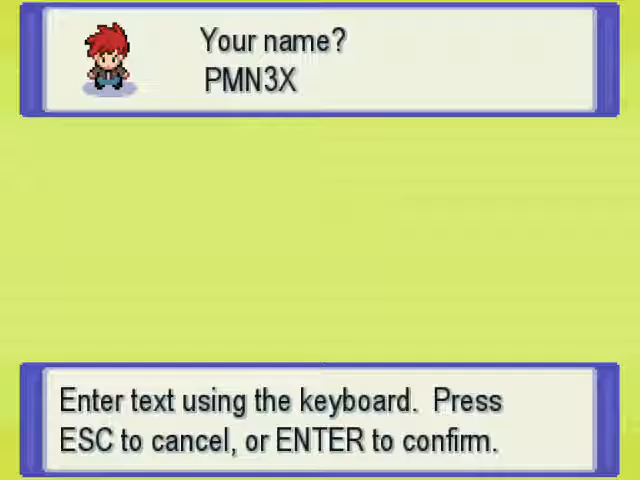 Your name?
PMN3X
Enter text using the keyboard.  Press
ESC to cancel, or ENTER to confirm.